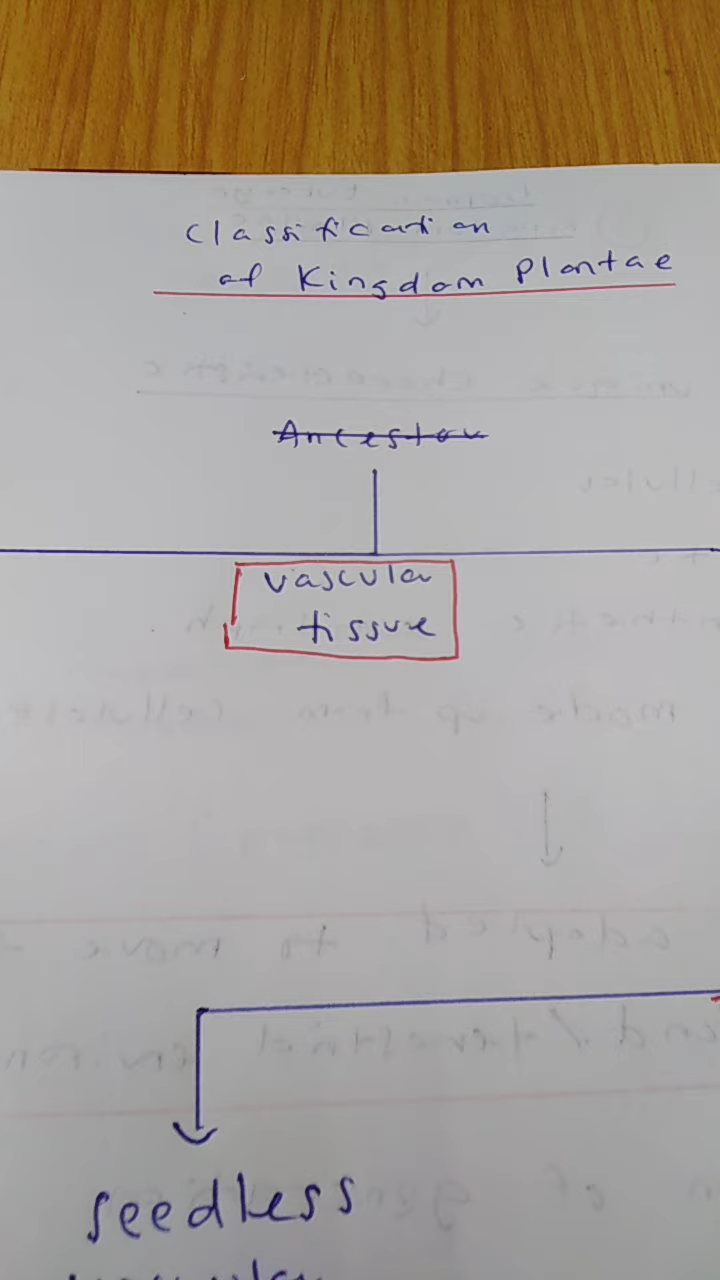 Classification
of Kingdom Plantae
Ancestor
vascular
tissue
seedless